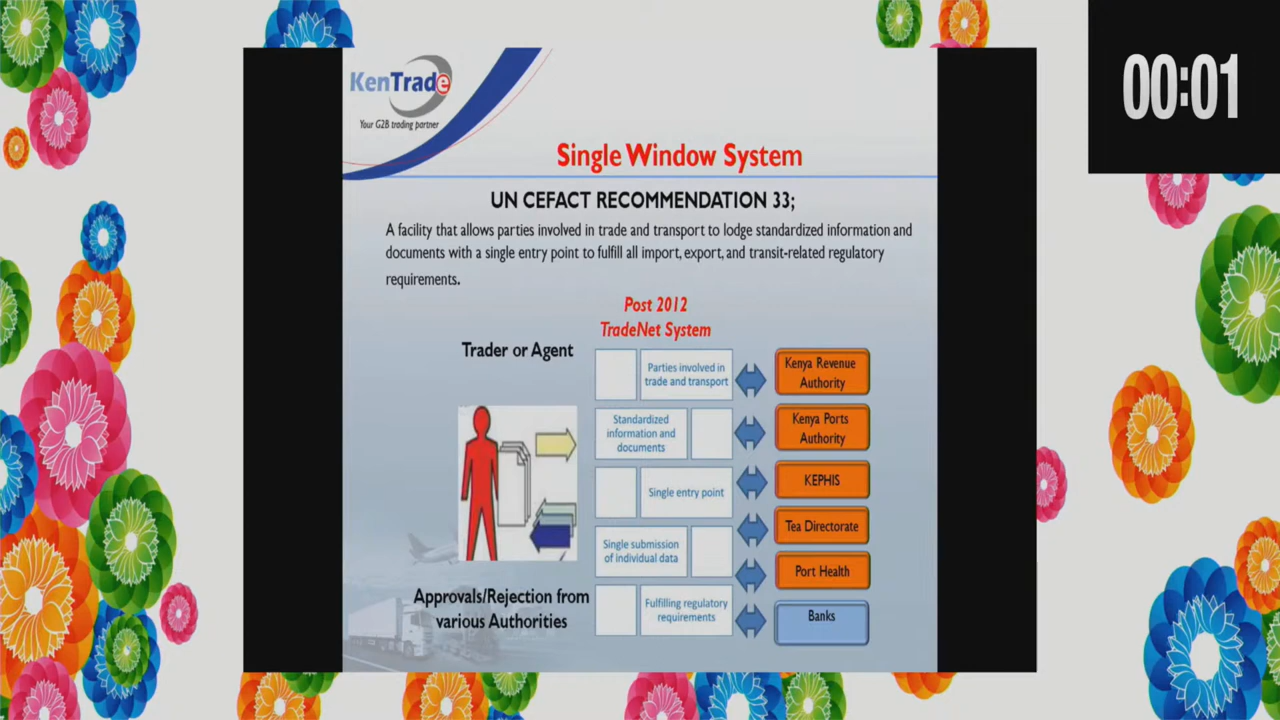 00:01
KenTrade
Your G2B trading partner
Single Window System
UN CEFACT RECOMMENDATION 33;
A facility that allows parties involved in trade and transport to lodge standardized information and
documents with a single entry point to fulfill all import, export, and transit-related regulatory
requirements.
Post 2012
TradeNet System
Trader or Agent
Parties involved in
trade and transport
Kenya Revenue
Authority
Standardized
information and
documents
Kenya Ports
Authority
Single entry point
KEPHIS
Tea Directorate
Single submission
of individual data
Port Health
Approvals/Rejection from
various Authorities
Fulfilling regulatory
requirements
Banks